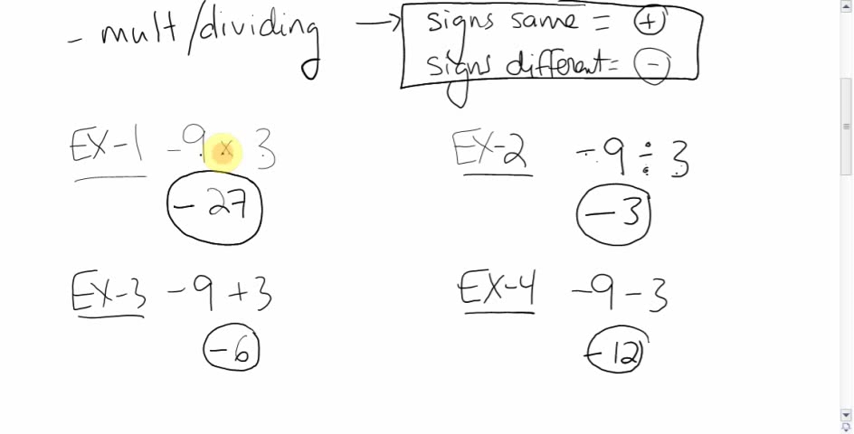 - mult/dividing → signs same = +
signs different = -
EX-1 -9 × 3
-27
EX-2 -9 ÷ 3
-3
EX-3 -9 + 3
-6
EX-4 -9 - 3
-12